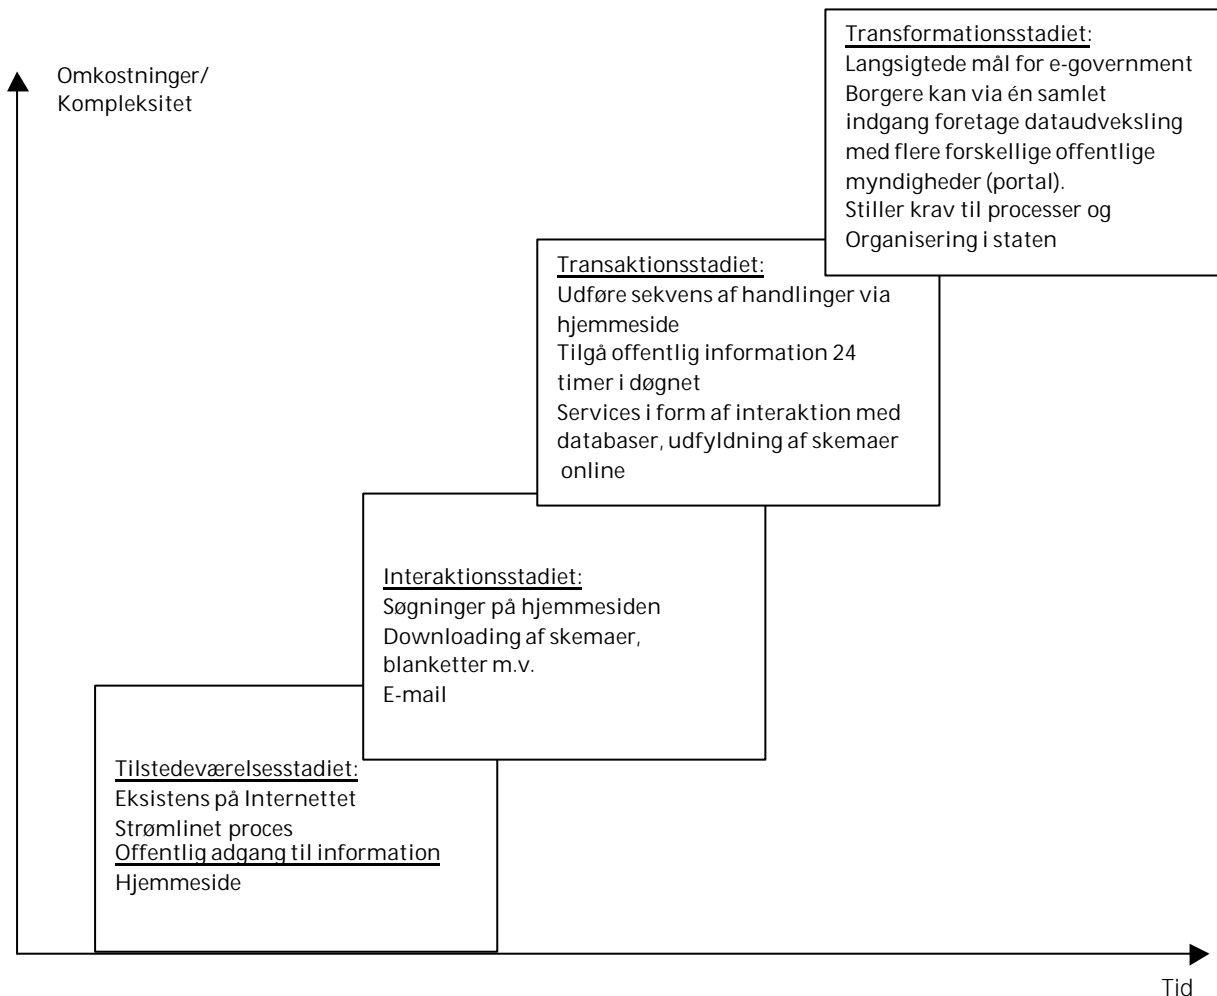 Omkostninger/
Kompleksitet
Transformationsstadiet:
Langsigtede mål for e-government
Borgere kan via én samlet
indgang foretage dataudveksling
med flere forskellige offentlige
myndigheder (portal).
Stiller krav til processer og
Organisering i staten
Transaktionsstadiet:
Udføre sekvens af handlinger via
hjemmeside
Tilgå offentlig information 24
timer i døgnet
Services i form af interaktion med
databaser, udfyldning af skemaer
online
Interaktionsstadiet:
Søgninger på hjemmesiden
Downloading af skemaer,
blanketter m.v.
E-mail
Tilstedeværelsesstadiet:
Eksistens på Internettet
Strømlinet proces
Offentlig adgang til information
Hjemmeside
Tid